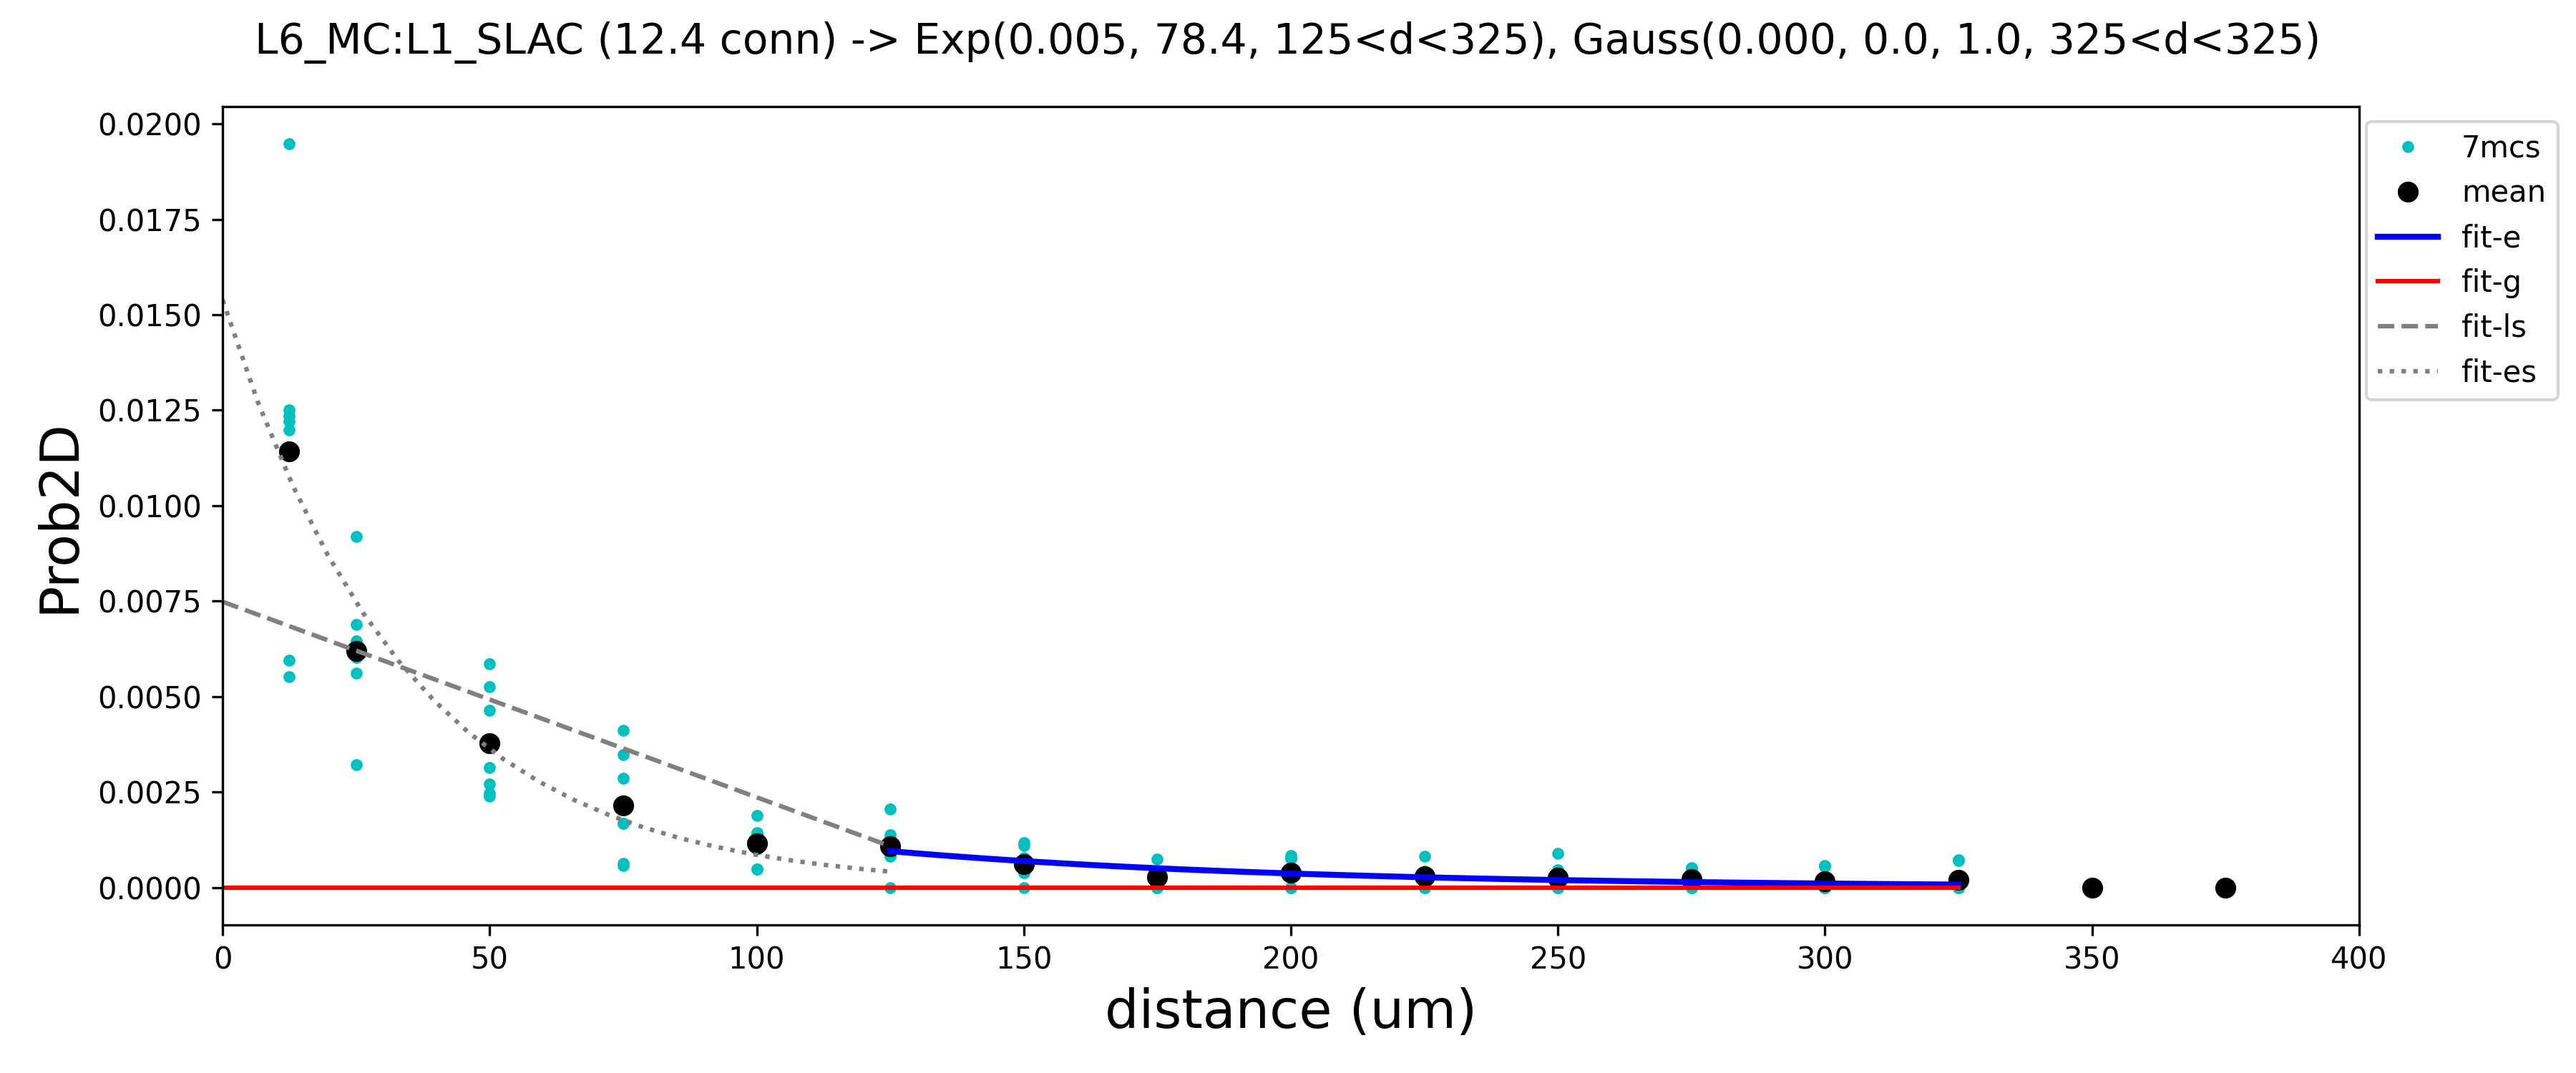 L6_MC:L1_SLAC (12.4 conn) -> Exp(0.005, 78.4, 125<d<325), Gauss(0.000, 0.0, 1.0, 325<d<325)
0.0200
0.0175
0.0150
0.0125
0.0100
0.0075
0.0050
0.0025
0.0000
Prob2D
0 50 100 150 200 250 300 350 400
distance (um)
7mcs
mean
fit-e
fit-g
fit-ls
fit-es